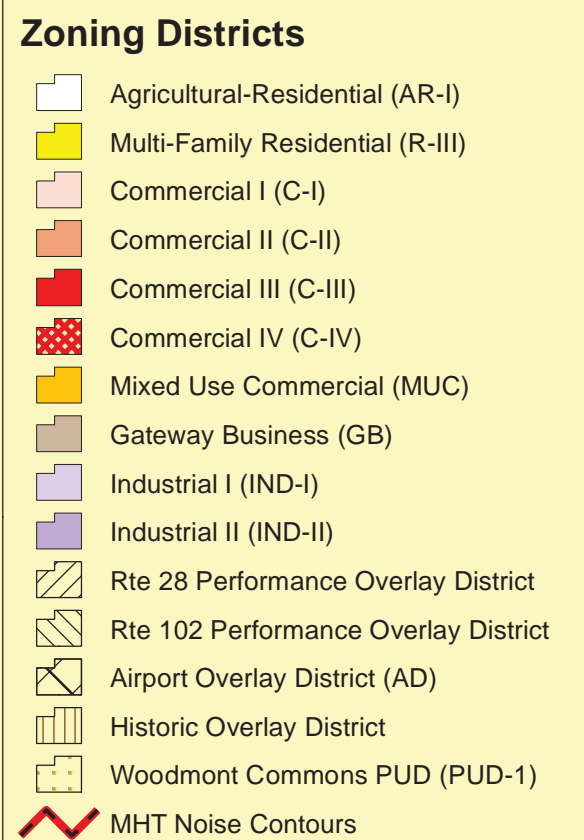 Zoning Districts
Agricultural-Residential (AR-I)
Multi-Family Residential (R-III)
Commercial I (C-I)
Commercial II (C-II)
Commercial III (C-III)
Commercial IV (C-IV)
Mixed Use Commercial (MUC)
Gateway Business (GB)
Industrial I (IND-I)
Industrial II (IND-II)
Rte 28 Performance Overlay District
Rte 102 Performance Overlay District
Airport Overlay District (AD)
Historic Overlay District
Woodmont Commons PUD (PUD-1)
MHT Noise Contours